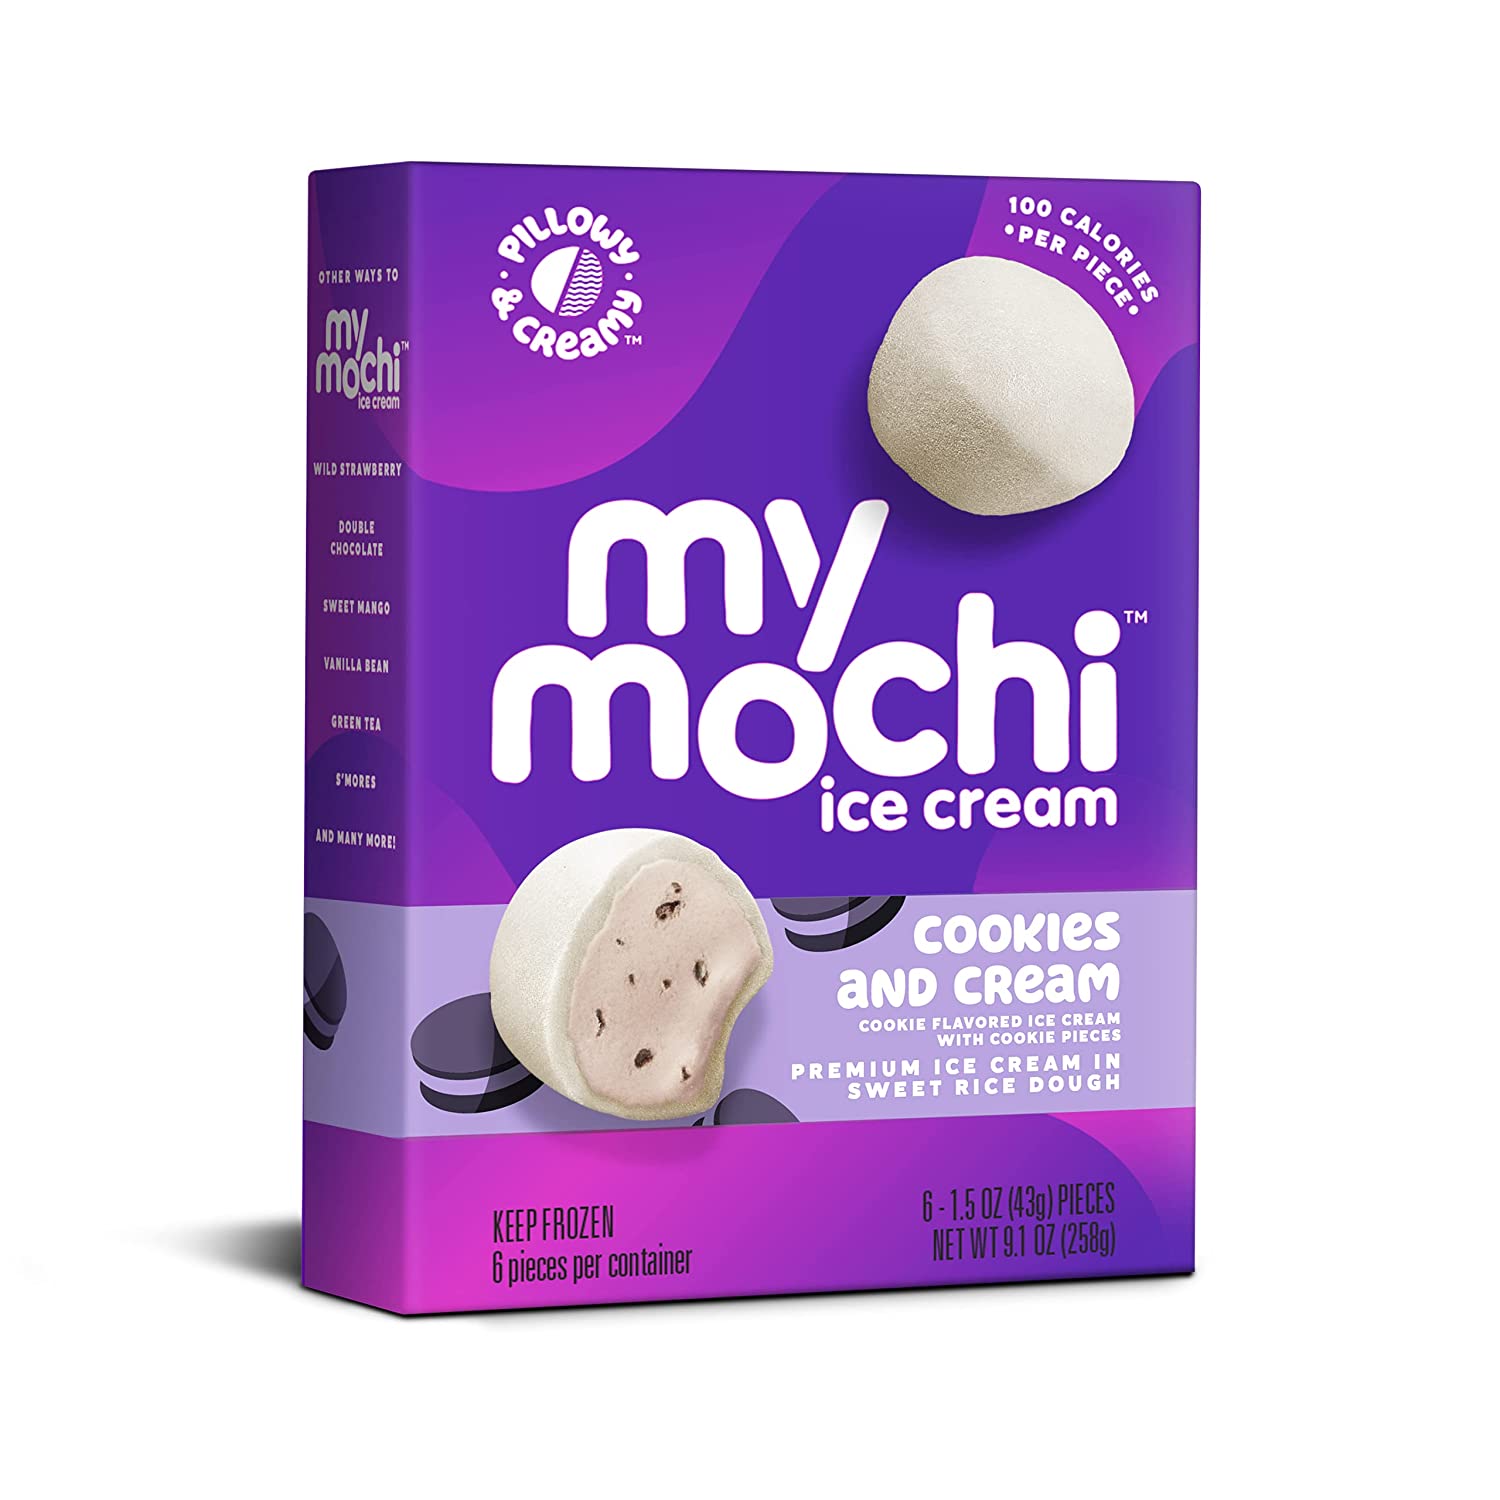 OTHER WAYS TO
my
mochi™
ice cream
WILD STRAWBERRY
DOUBLE
CHOCOLATE
SWEET MANGO
VANILLA BEAN
GREEN TEA
S'MORES
AND MANY MORE!
PILLOWY
& CREAMY™
100 CALORIES
•PER PIECE•
my
mochi™
ice cream
COOKIES
AND CREAM
COOKIE FLAVORED ICE CREAM
WITH COOKIE PIECES
PREMIUM ICE CREAM IN
SWEET RICE DOUGH
KEEP FROZEN
6 pieces per container
6 - 1.5 OZ (43g) PIECES
NET WT 9.1 OZ (258g)